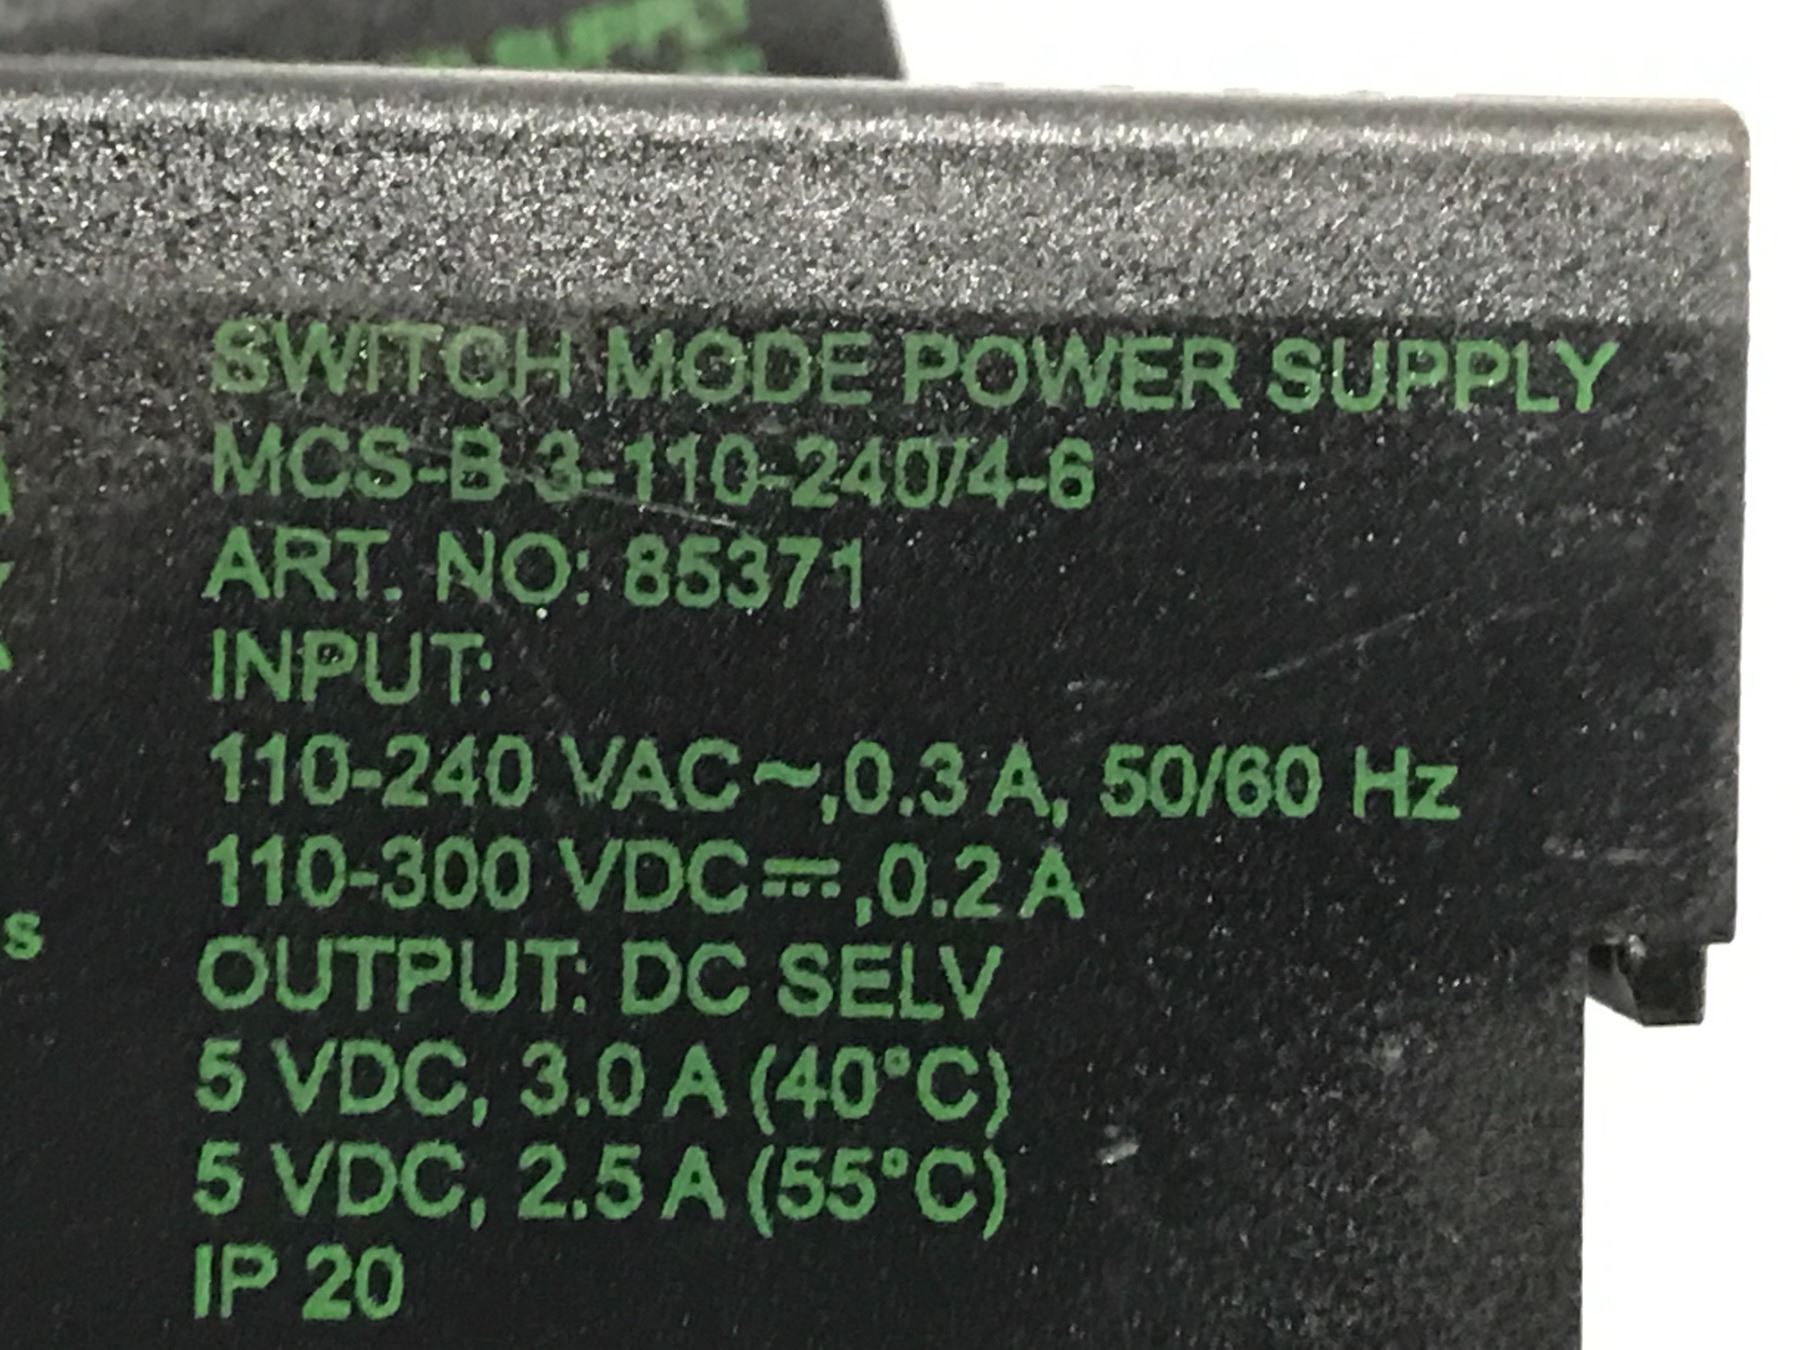 SWITCH MODE POWER SUPPLY
MCS-B 3-110-240/4-6
ART. NO: 85371
INPUT:
110-240 VAC~,0.3 A, 50/60 Hz
110-300 VDC⎓,0.2 A
OUTPUT: DC SELV
s
5 VDC, 3.0 A (40°C)
5 VDC, 2.5 A (55°C)
IP 20